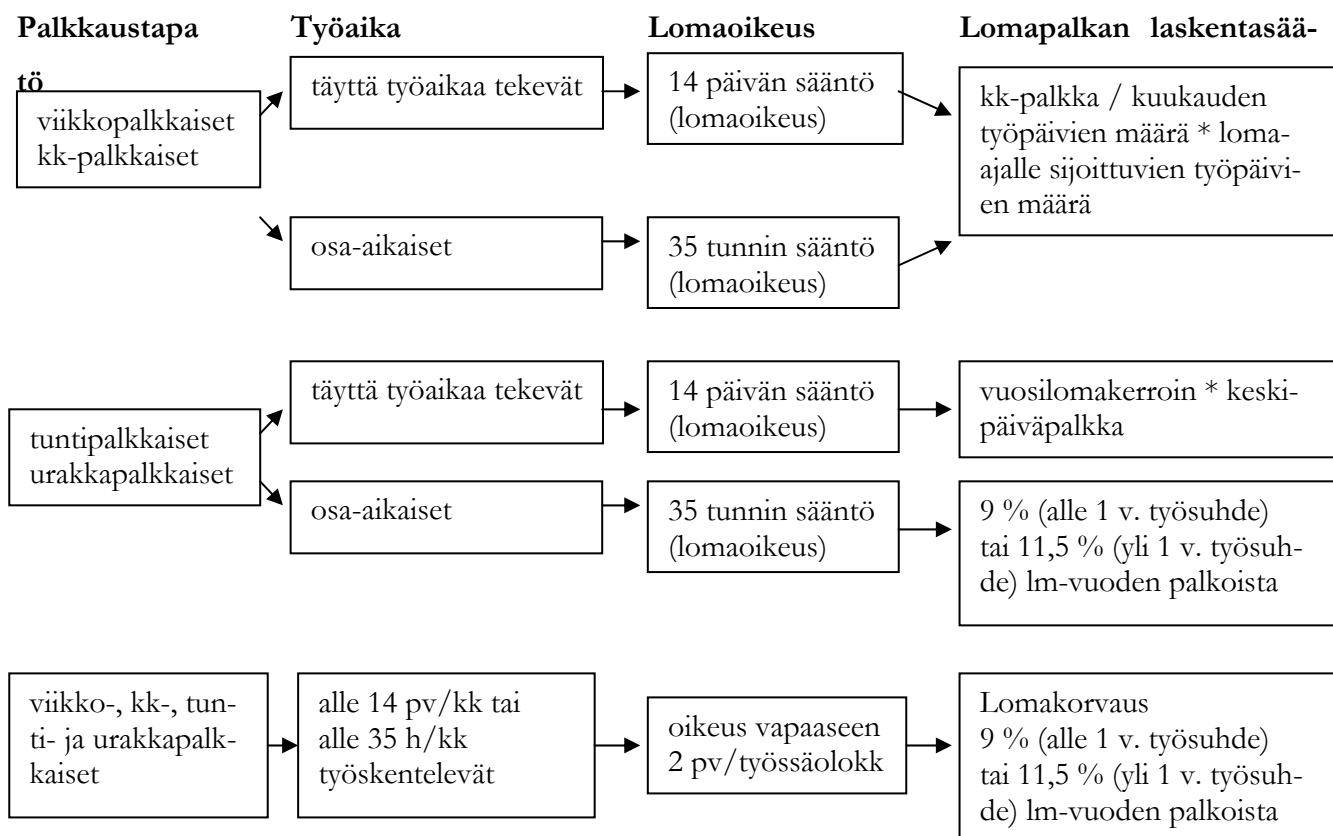 Palkkaustapa Työaika Lomaoikeus Lomapalkan laskentasää-
tö
viikkopalkkaiset
kk-palkkaiset
täyttä työaikaa tekevät
14 päivän sääntö
(lomaoikeus)
kk-palkka / kuukauden
työpäivien määrä * loma-
ajalle sijoittuvien työpäivi-
en määrä
osa-aikaiset
35 tunnin sääntö
(lomaoikeus)
tuntipalkkaiset
urakkapalkkaiset
täyttä työaikaa tekevät
14 päivän sääntö
(lomaoikeus)
vuosilomakerroin * keski-
päiväpalkka
osa-aikaiset
35 tunnin sääntö
(lomaoikeus)
9 % (alle 1 v. työsuhde)
tai 11,5 % (yli 1 v. työsuh-
de) lm-vuoden palkoista
viikko-, kk-, tun-
ti- ja urakkapalk-
kaiset
alle 14 pv/kk tai
alle 35 h/kk
työskentelevät
oikeus vapaaseen
2 pv/työssäolokk
Lomakorvaus
9 % (alle 1 v. työsuhde)
tai 11,5 % (yli 1 v. työsuh-
de) lm-vuoden palkoista